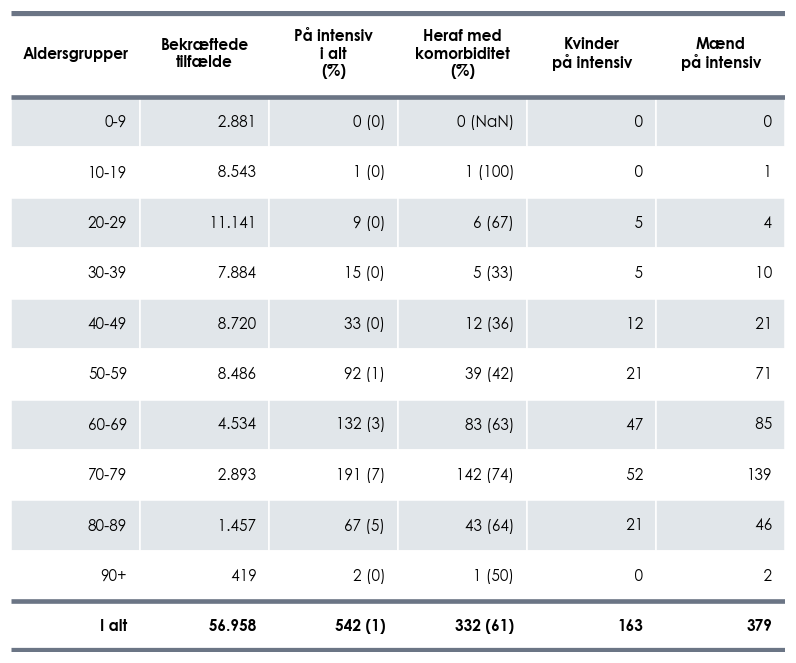 Aldersgrupper Bekræftede tilfælde På intensiv i alt (%) Heraf med komorbiditet (%) Kvinder på intensiv Mænd på intensiv
0-9 2.881 0 (0) 0 (NaN) 0 0
10-19 8.543 1 (0) 1 (100) 0 1
20-29 11.141 9 (0) 6 (67) 5 4
30-39 7.884 15 (0) 5 (33) 5 10
40-49 8.720 33 (0) 12 (36) 12 21
50-59 8.486 92 (1) 39 (42) 21 71
60-69 4.534 132 (3) 83 (63) 47 85
70-79 2.893 191 (7) 142 (74) 52 139
80-89 1.457 67 (5) 43 (64) 21 46
90+ 419 2 (0) 1 (50) 0 2
I alt 56.958 542 (1) 332 (61) 163 379